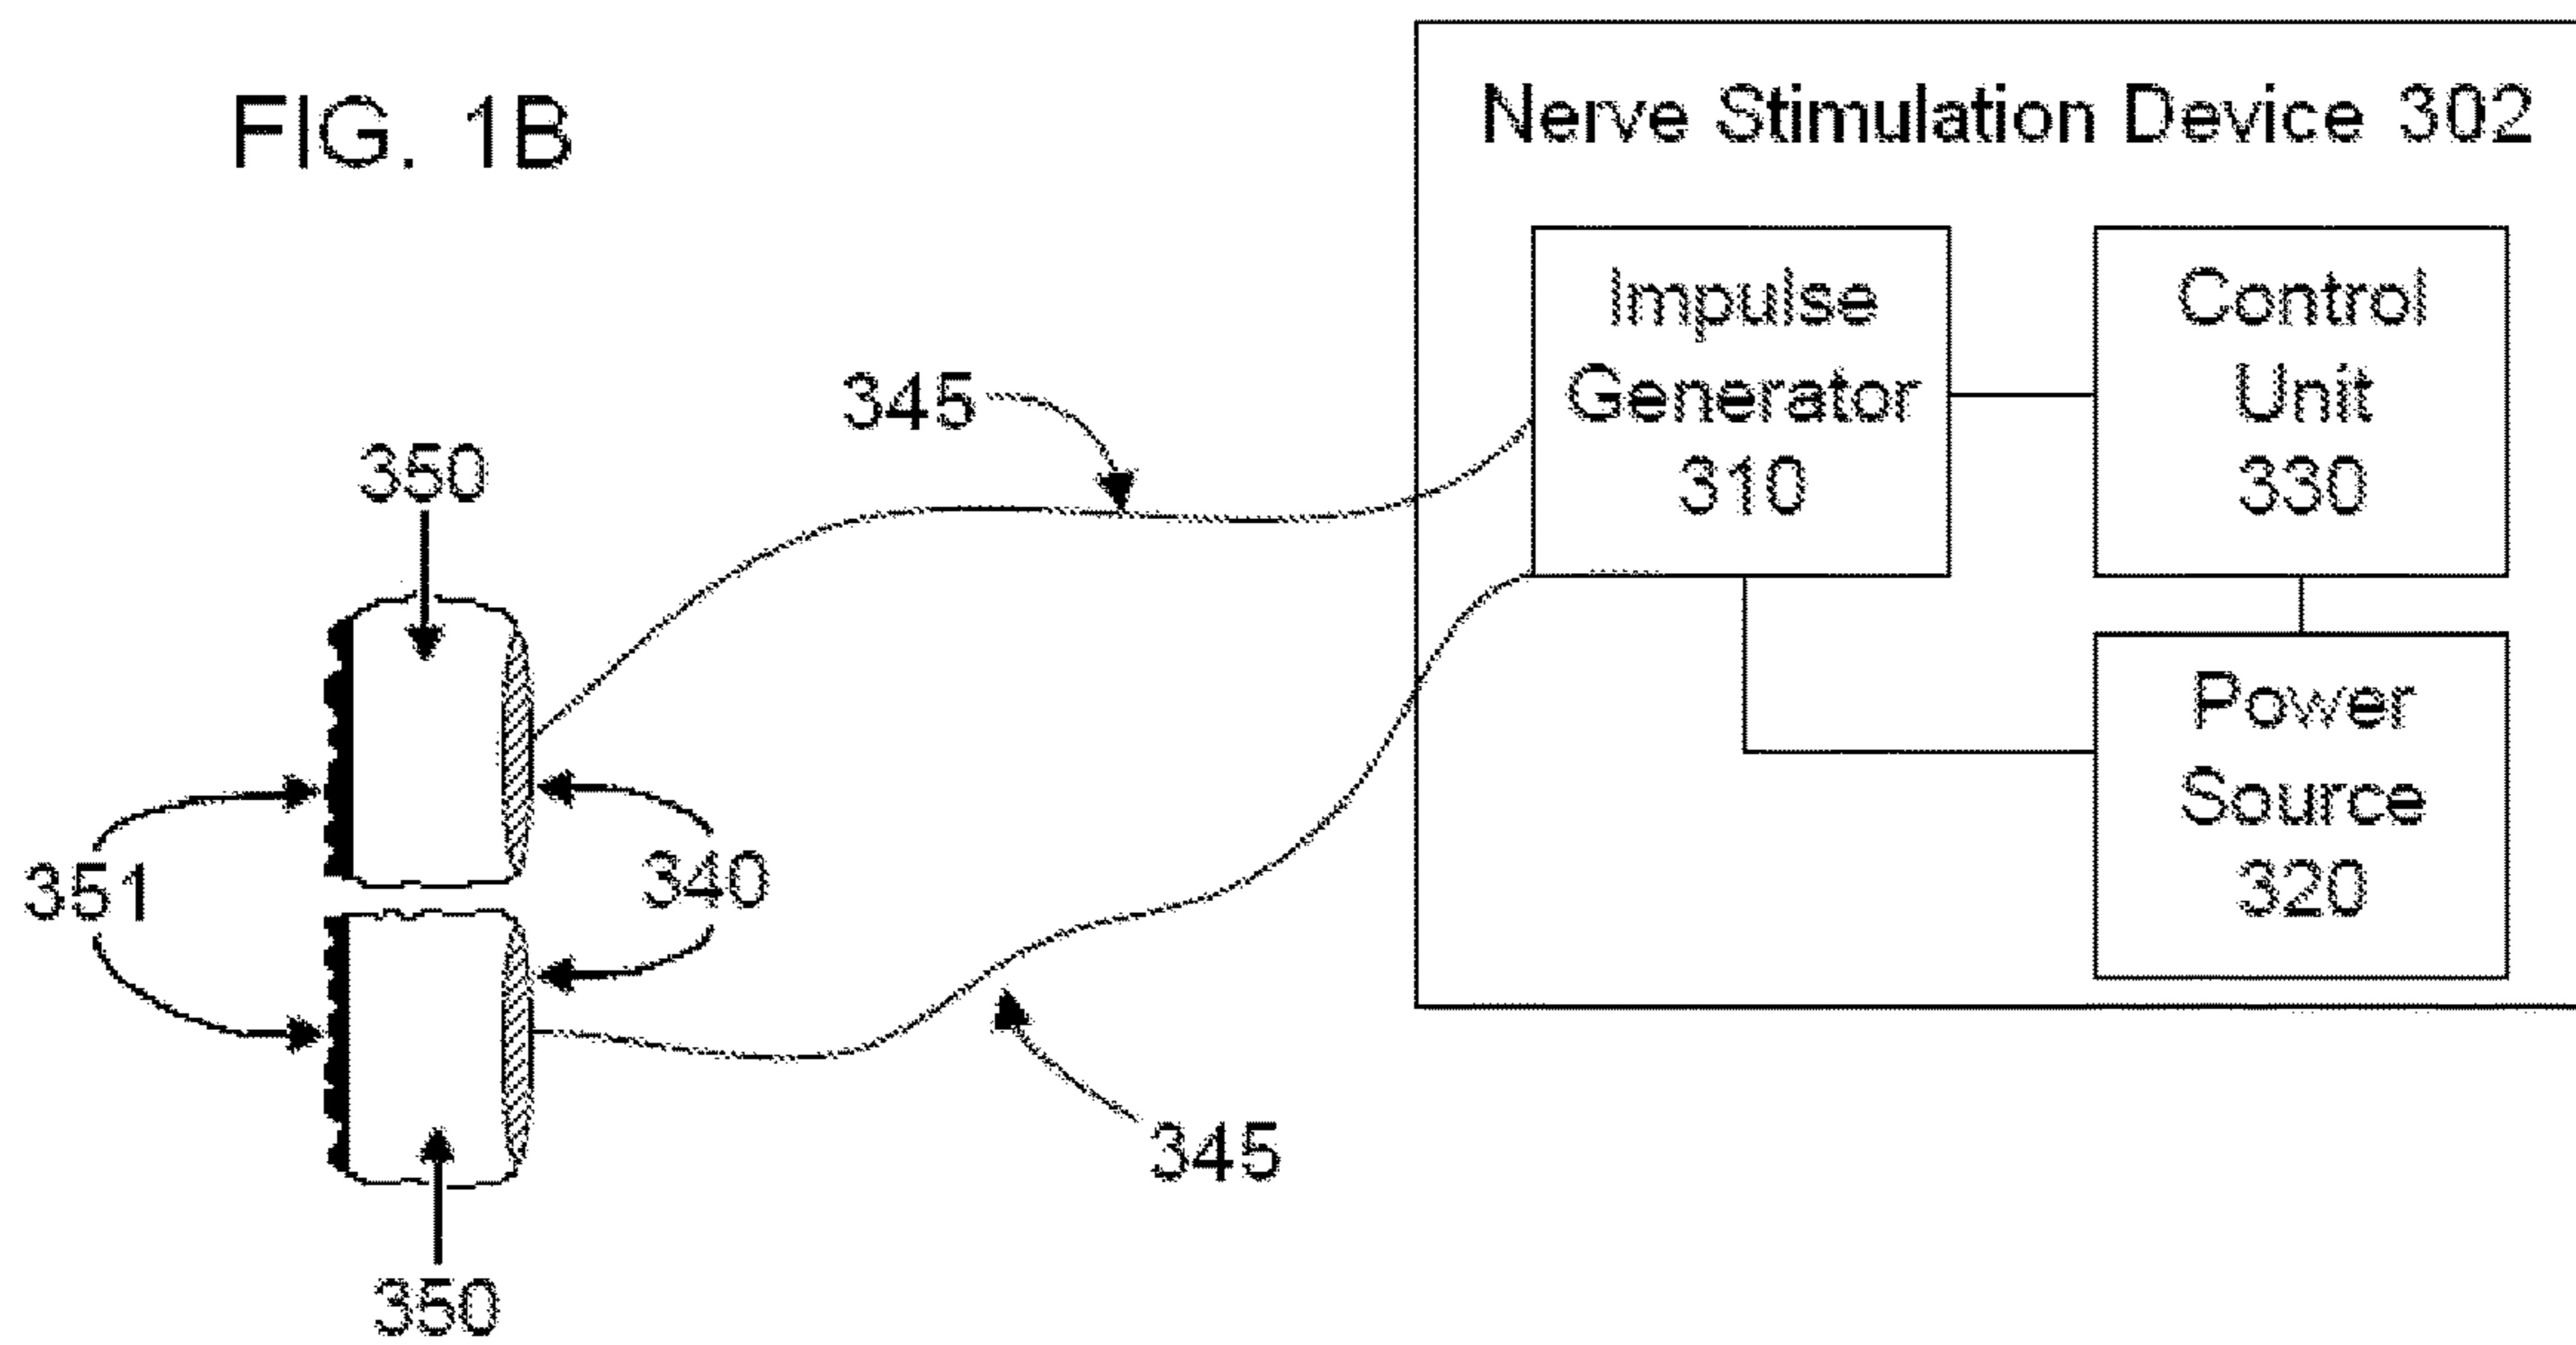 FIG. 1B
Nerve Stimulation Device 302
Impulse
Generator
310
Control
Unit
330
Power
Source
320
345
350
351
340
345
350